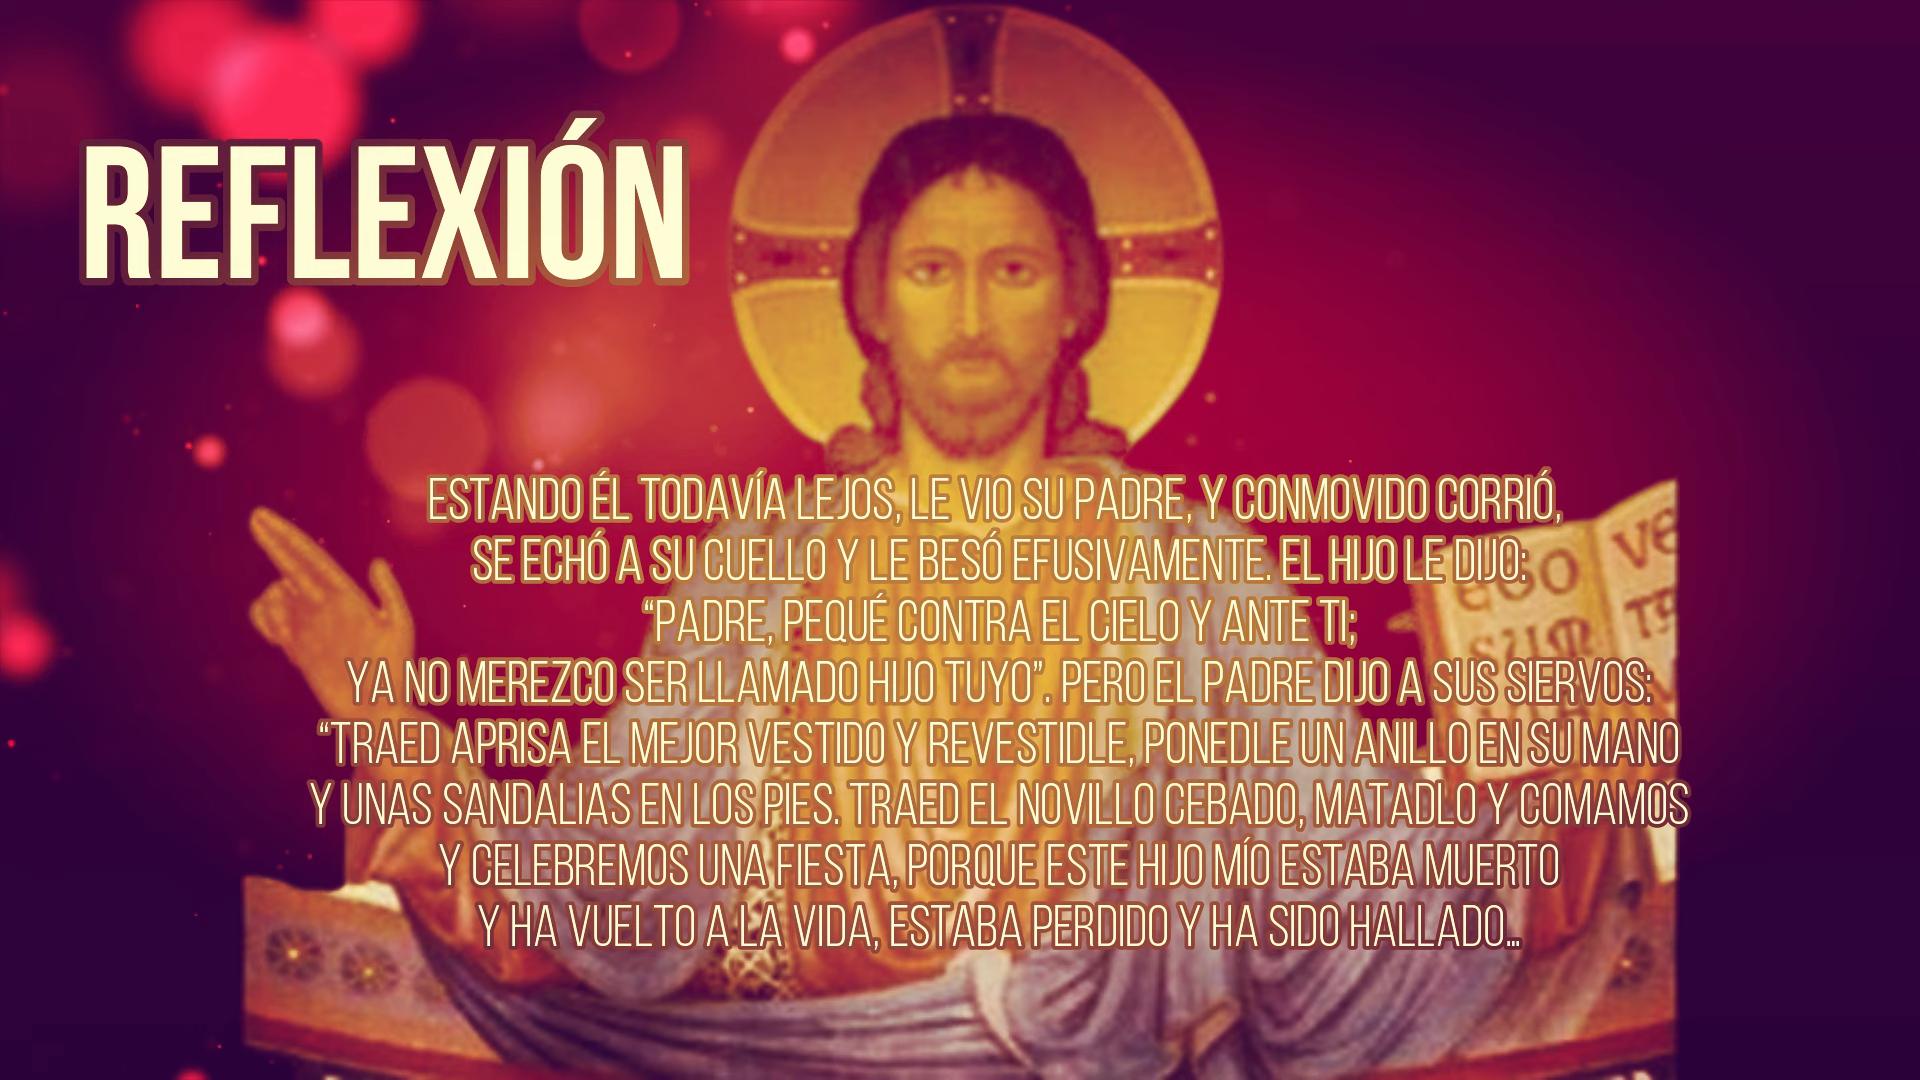 REFLEXIÓN
ESTANDO ÉL TODAVÍA LEJOS, LE VIO SU PADRE, Y CONMOVIDO CORRIÓ,
SE ECHÓ A SU CUELLO Y LE BESÓ EFUSIVAMENTE. EL HIJO LE DIJO:
“PADRE, PEQUÉ CONTRA EL CIELO Y ANTE TI;
YA NO MEREZCO SER LLAMADO HIJO TUYO”. PERO EL PADRE DIJO A SUS SIERVOS:
“TRAED APRISA EL MEJOR VESTIDO Y REVESTIDLE, PONEDLE UN ANILLO EN SU MANO
Y UNAS SANDALIAS EN LOS PIES. TRAED EL NOVILLO CEBADO, MATADLO Y COMAMOS
Y CELEBREMOS UNA FIESTA, PORQUE ESTE HIJO MÍO ESTABA MUERTO
Y HA VUELTO A LA VIDA, ESTABA PERDIDO Y HA SIDO HALLADO...
EGO
SUM
VE